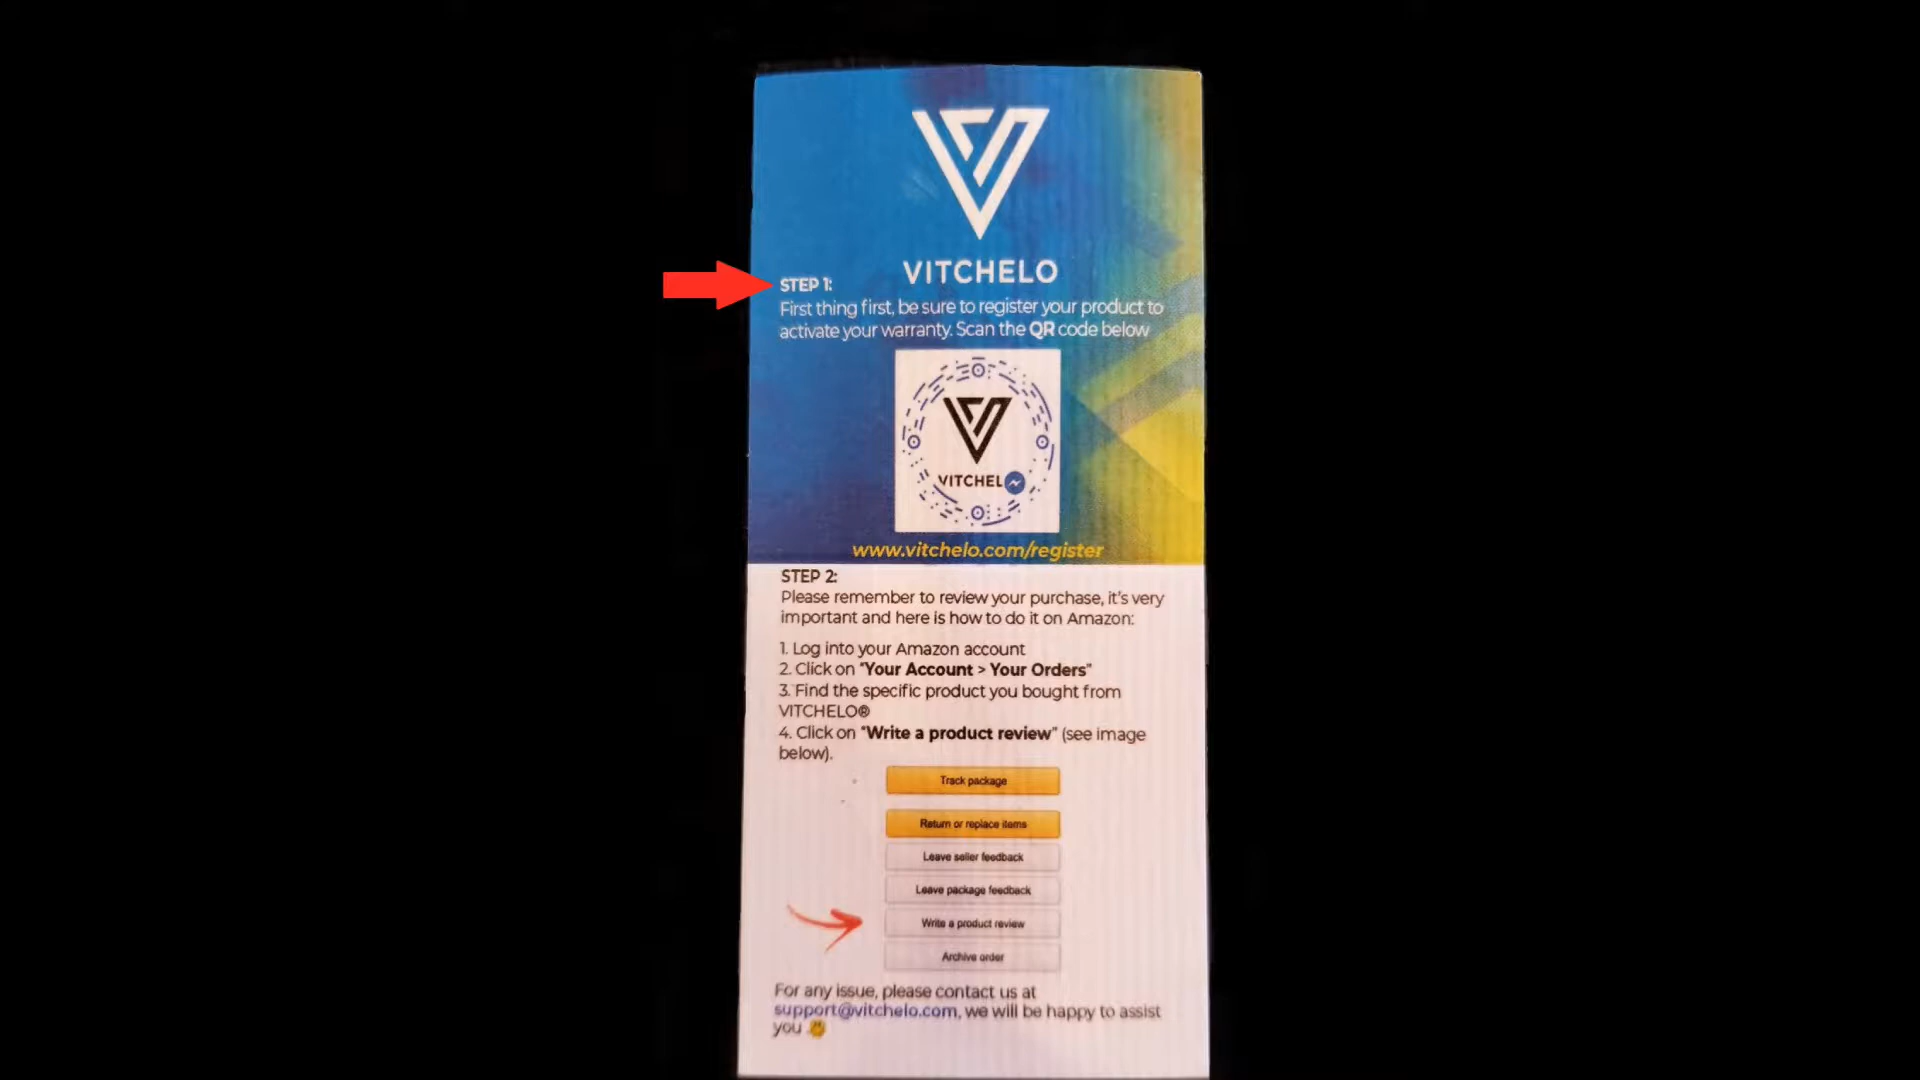 VITCHELO
STEP 1:
First thing first, be sure to register your product to
activate your warranty. Scan the QR code below
VITCHEL
www.vitchelo.com/register
STEP 2:
Please remember to review your purchase, it's very
important and here is how to do it on Amazon:
1. Log into your Amazon account
2. Click on "Your Account > Your Orders"
3. Find the specific product you bought from
VITCHELO®
4. Click on "Write a product review" (see image
below).
Track package
Return or replace items
Leave seller feedback
Leave package feedback
Write a product review
Archive order
For any issue, please contact us at
support@vitchelo.com, we will be happy to assist
you